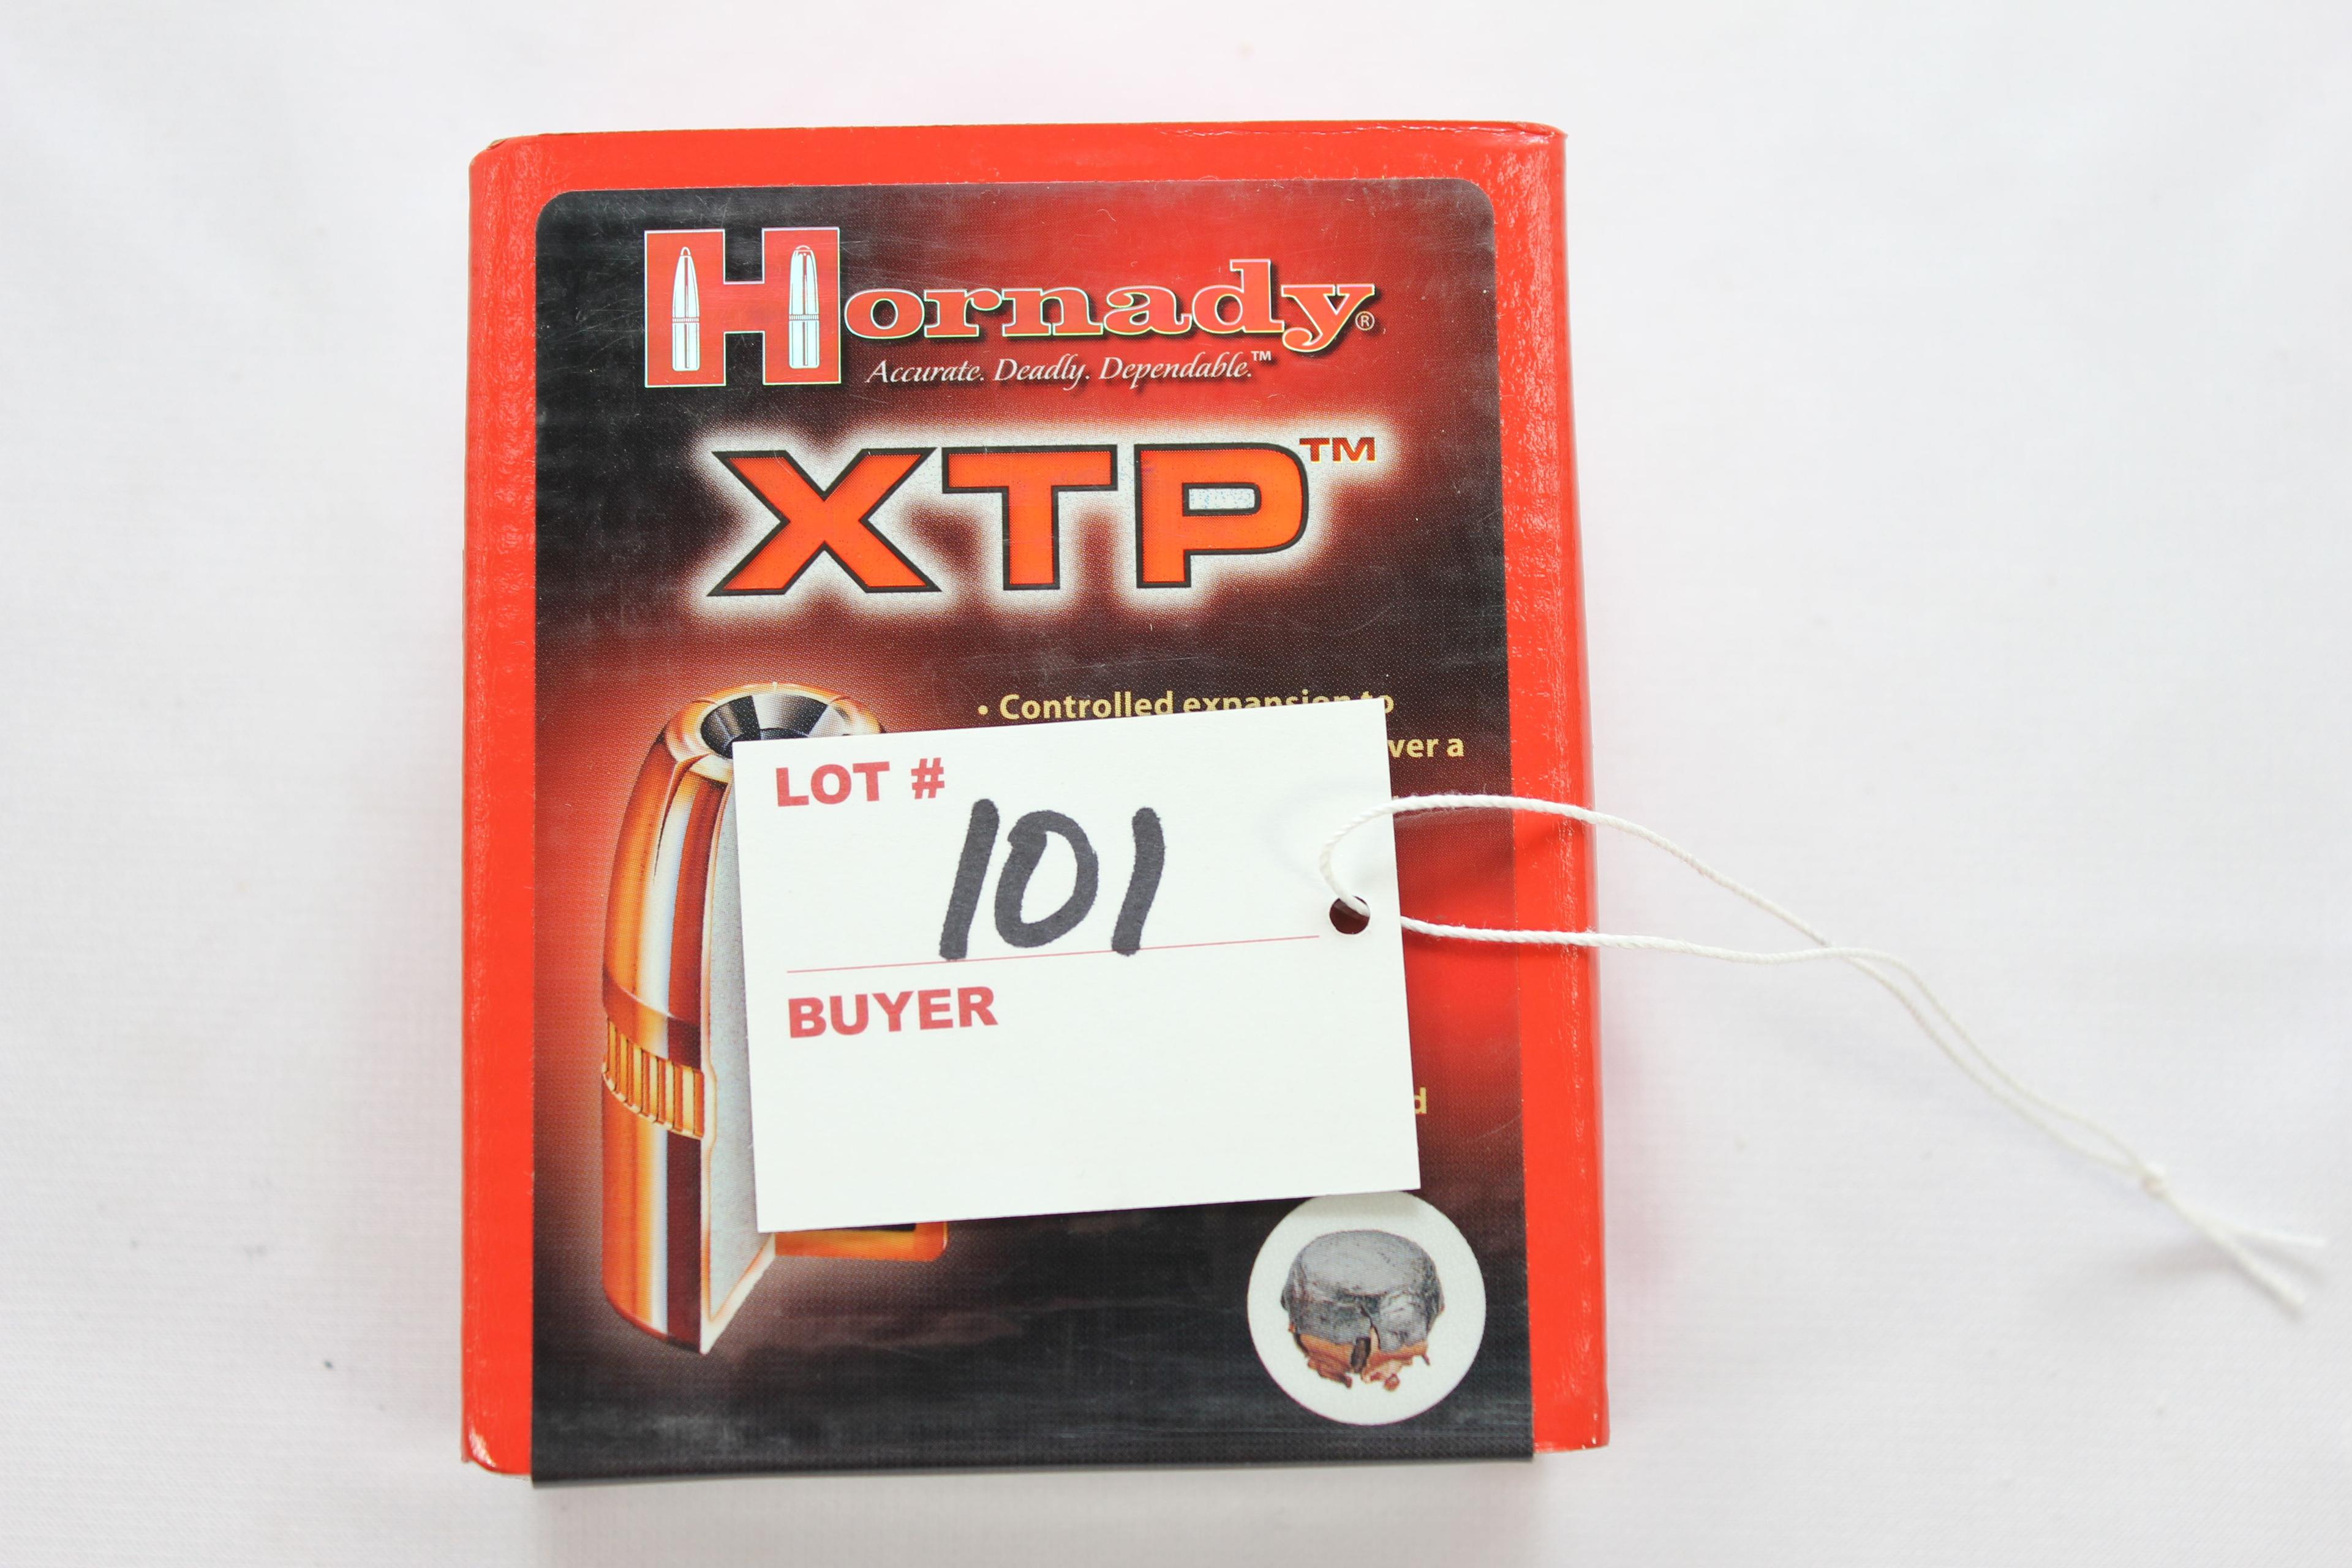 Hornady®
Accurate. Deadly. Dependable.™
XTP™
• Controlled expansion to
ver a
LOT #
101
BUYER
d